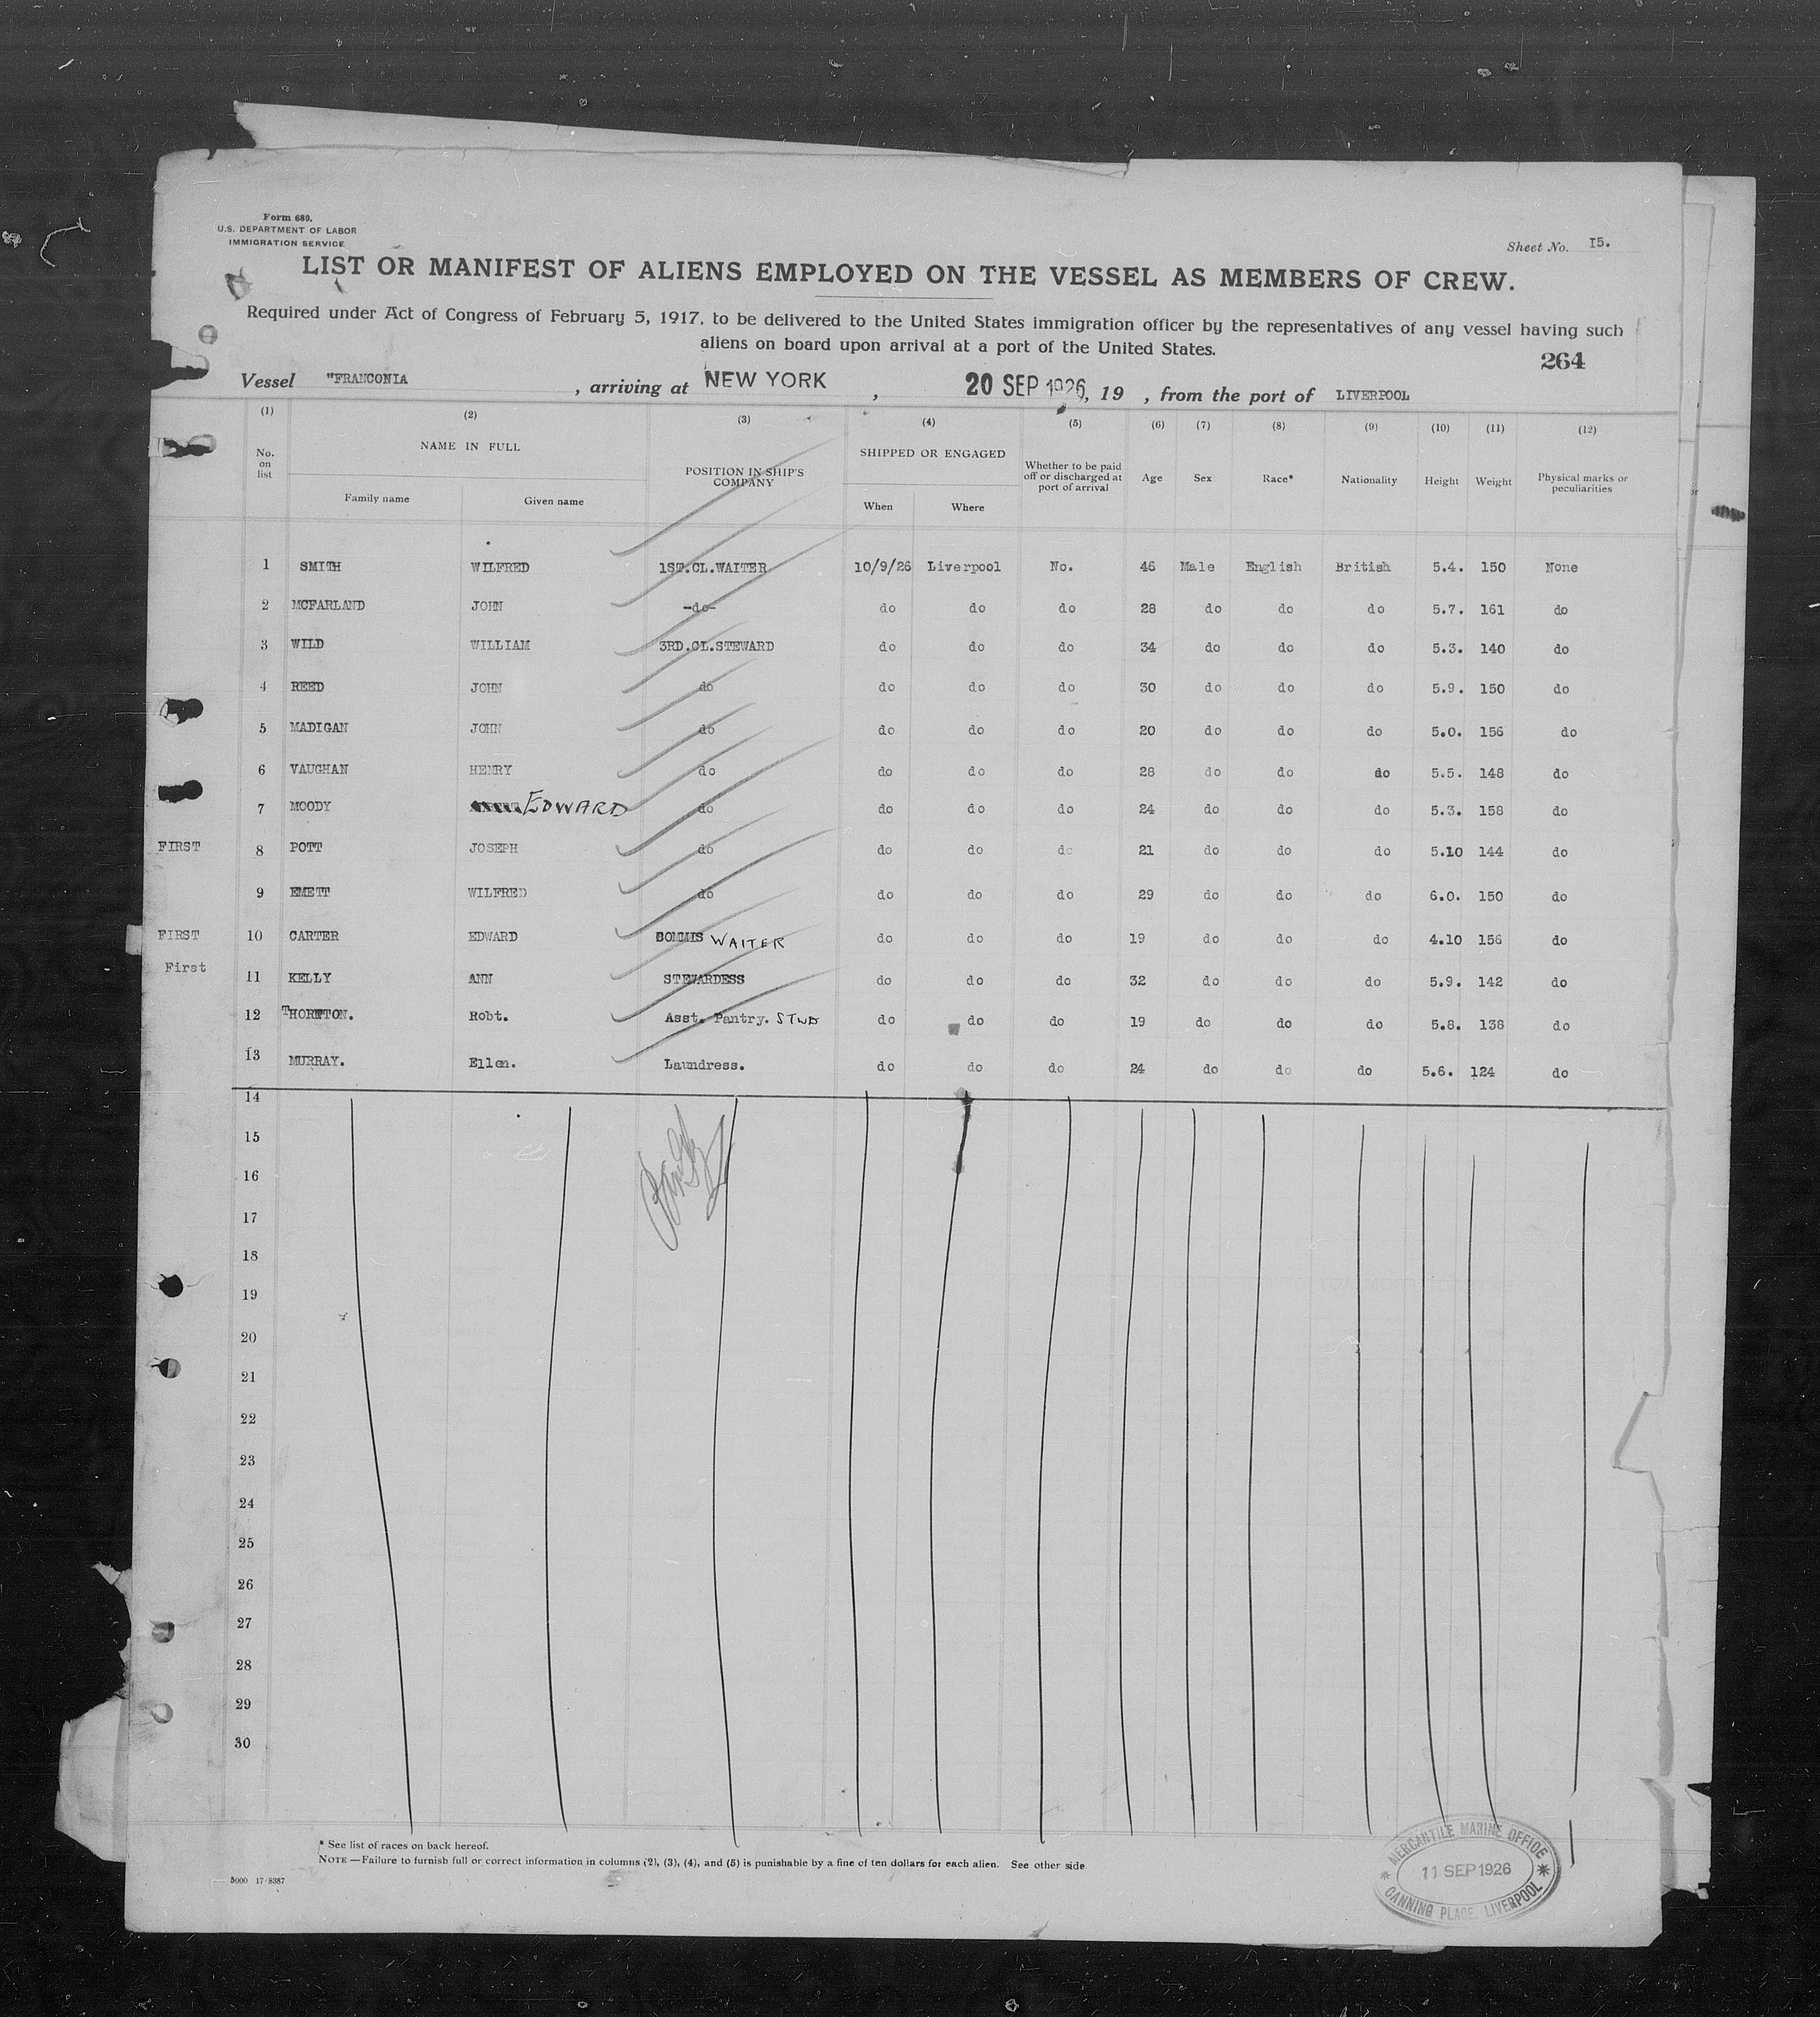 Form 689.
U.S. DEPARTMENT OF LABOR
IMMIGRATION SERVICE
Sheet No. I5.
LIST OR MANIFEST OF ALIENS EMPLOYED ON THE VESSEL AS MEMBERS OF CREW.
Required under Act of Congress of February 5, 1917, to be delivered to the United States immigration officer by the representatives of any vessel having such
aliens on board upon arrival at a port of the United States.
264
Vessel "FRANCONIA , arriving at NEW YORK , 20 SEP 1926, 19 , from the port of LIVERPOOL
(1) (2) (3) (4) (5) (6) (7) (8) (9) (10) (11) (12)
No. on list NAME IN FULL POSITION IN SHIP'S COMPANY SHIPPED OR ENGAGED Whether to be paid off or discharged at port of arrival Age Sex Race* Nationality Height Weight Physical marks or peculiarities
Family name Given name When Where
1 SMITH WILFRED 1ST.CL.WAITER 10/9/26 Liverpool No. 46 Male English British 5.4. 150 None
2 MCFARLAND JOHN -do- do do do 28 do do do 5.7. 161 do
3 WILD WILLIAM 3RD.CL.STEWARD do do do 34 do do do 5.3. 140 do
4 REED JOHN do do do do 30 do do do 5.9. 150 do
5 MADIGAN JOHN do do do do 20 do do do 5.0. 156 do
6 VAUGHAN HENRY do do do do 28 do do do 5.5. 148 do
7 MOODY EDWARD do do do do 24 do do do 5.3. 158 do
FIRST 8 POTT JOSEPH do do do do 21 do do do 5.10 144 do
9 EMETT WILFRED do do do do 29 do do do 6.0. 150 do
FIRST 10 CARTER EDWARD COMMIS WAITER do do do 19 do do do 4.10 156 do
First 11 KELLY ANN STEWARDESS do do do 32 do do do 5.9. 142 do
12 THORNTON. Robt. Asst. Pantry. STWD do do do 19 do do do 5.8. 138 do
13 MURRAY. Ellen. Laundress. do do do 24 do do do 5.6. 124 do
14
15
16
17
18
19
20
21
22
23
24
25
26
27
28
29
30
* See list of races on back hereof.
NOTE —Failure to furnish full or correct information in columns (2), (3), (4), and (5) is punishable by a fine of ten dollars for each alien. See other side
5000 17/8387
MERCANTILE MARINE OFFICE
11 SEP 1926
CANNING PLACE, LIVERPOOL